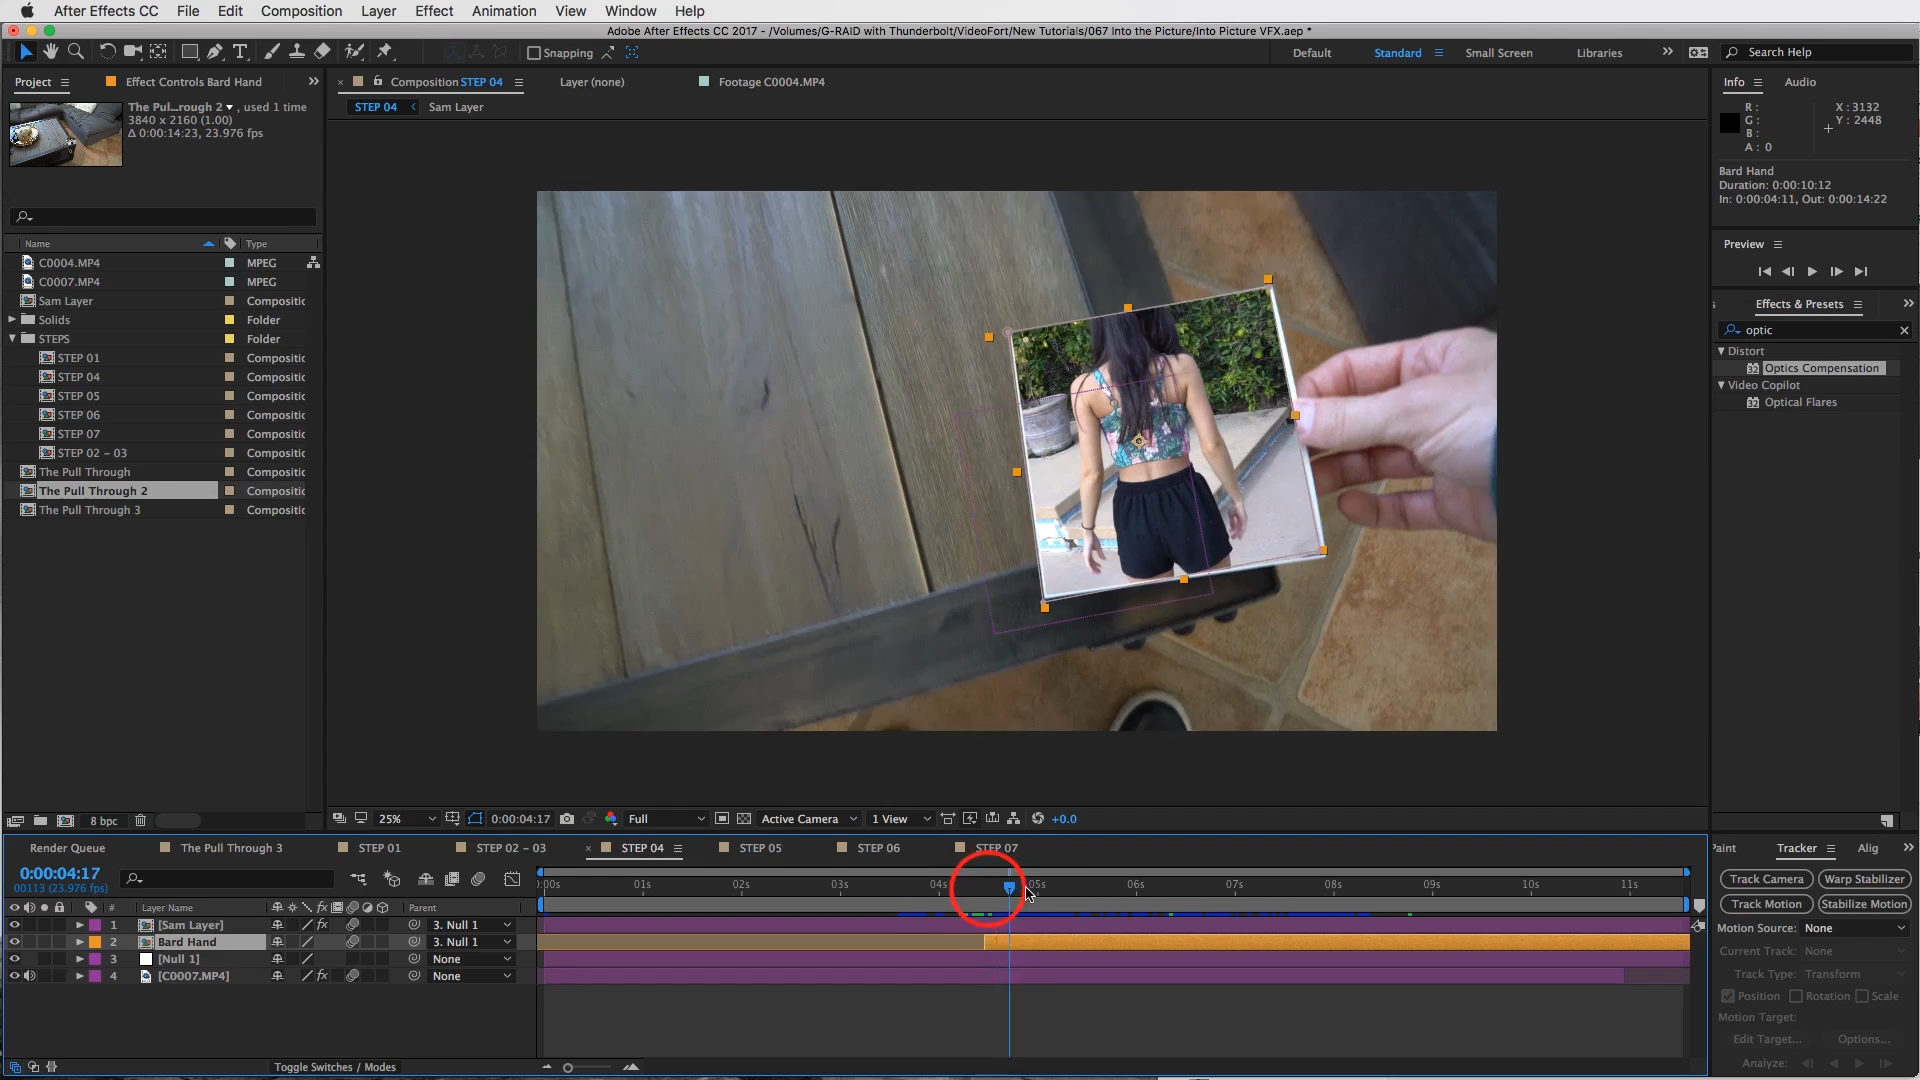 After Effects CC File Edit Composition Layer Effect Animation View Window Help
Adobe After Effects CC 2017 - /Volumes/G-RAID with Thunderbolt/VideoFort/New Tutorials/067 Into the Picture/Into Picture VFX.aep *
Snapping Default Standard Small Screen Libraries Search Help
Project Effect Controls Bard Hand Composition STEP 04 Layer (none) Footage C0004.MP4 Info Audio
STEP 04 Sam Layer
The Pul...rough 2 , used 1 time
3840 x 2160 (1.00)
Δ 0:00:14:23, 23.976 fps
R :
G :
B :
A : 0
X : 3132
Y : 2448
Bard Hand
Duration: 0:00:10:12
In: 0:00:04:11, Out: 0:00:14:22
Preview
Effects & Presets
optic
Distort
Optics Compensation
Video Copilot
Optical Flares
Name Type
C0004.MP4 MPEG
C0007.MP4 MPEG
Sam Layer Compositic
Solids Folder
STEPS Folder
STEP 01 Compositic
STEP 04 Compositic
STEP 05 Compositic
STEP 06 Compositic
STEP 07 Compositic
STEP 02 - 03 Compositic
The Pull Through Compositic
The Pull Through 2 Compositic
The Pull Through 3 Compositic
8 bpc
25% 0:00:04:17 Full Active Camera 1 View +0.0
Render Queue The Pull Through 3 STEP 01 STEP 02 - 03 STEP 04 STEP 05 STEP 06 STEP 07
0:00:04:17
00113 (23.976 fps)
:00s 01s 02s 03s 04s 05s 06s 07s 08s 09s 10s 11s
# Layer Name Parent
1 [Sam Layer] 3. Null 1
2 Bard Hand 3. Null 1
3 [Null 1] None
4 [C0007.MP4] None
Toggle Switches / Modes
Paint Tracker Alig
Track Camera Warp Stabilizer
Track Motion Stabilize Motion
Motion Source: None
Current Track: None
Track Type: Transform
Position Rotation Scale
Motion Target:
Edit Target... Options...
Analyze: